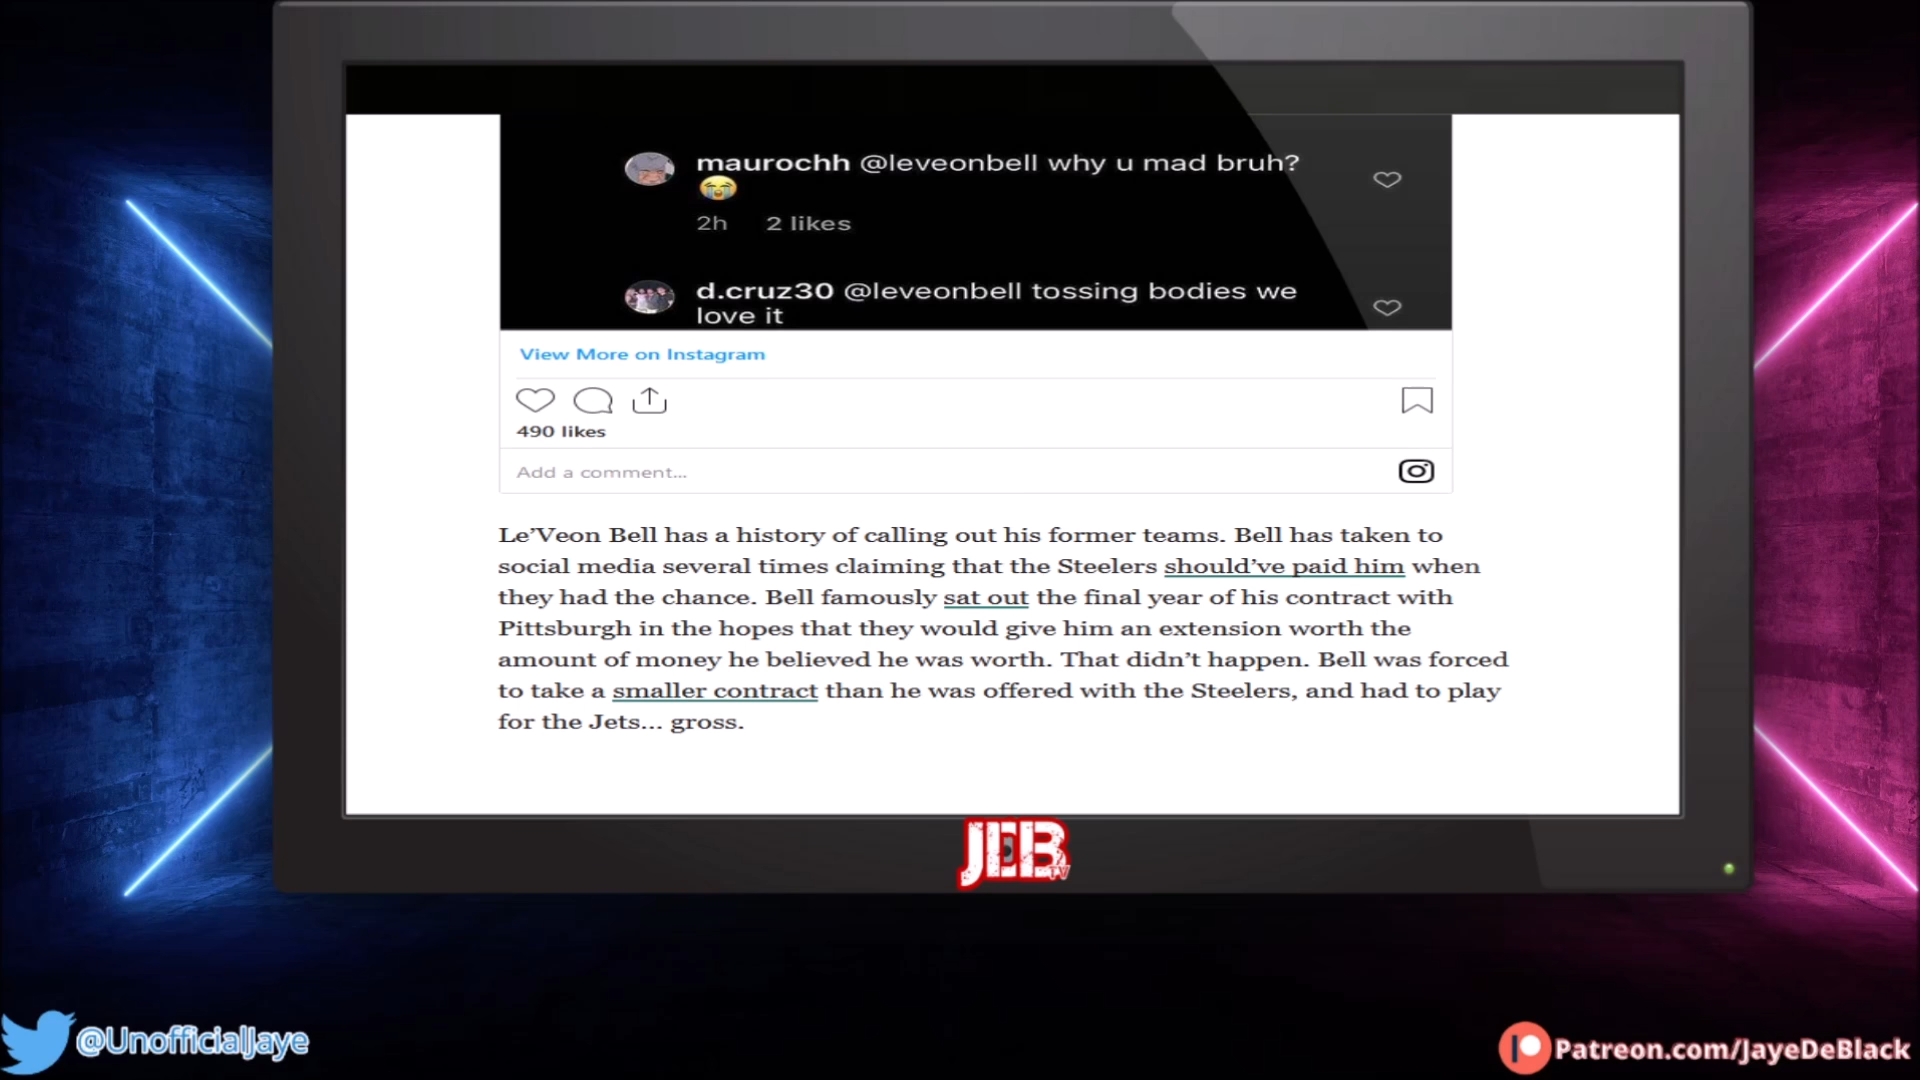 maurochh @leveonbell why u mad bruh?
😭
2h 2 likes
d.cruz30 @leveonbell tossing bodies we
love it
View More on Instagram
490 likes
Add a comment...
Le’Veon Bell has a history of calling out his former teams. Bell has taken to
social media several times claiming that the Steelers should’ve paid him when
they had the chance. Bell famously sat out the final year of his contract with
Pittsburgh in the hopes that they would give him an extension worth the
amount of money he believed he was worth. That didn’t happen. Bell was forced
to take a smaller contract than he was offered with the Steelers, and had to play
for the Jets... gross.
JEB TV
@UnofficialJaye
Patreon.com/JayeDeBlack